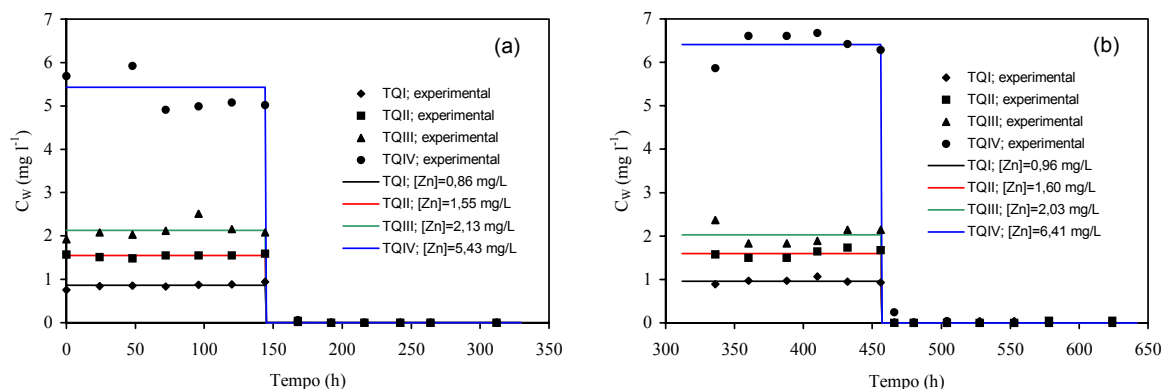 (a)
7
6
5
4
3
2
1
0
C_W (mg l⁻¹)
TQI; experimental
TQII; experimental
TQIII; experimental
TQIV; experimental
TQI; [Zn]=0,86 mg/L
TQII; [Zn]=1,55 mg/L
TQIII; [Zn]=2,13 mg/L
TQIV; [Zn]=5,43 mg/L
0 50 100 150 200 250 300 350
Tempo (h)
(b)
7
6
5
4
3
2
1
0
C_W (mg l⁻¹)
TQI; experimental
TQII; experimental
TQIII; experimental
TQIV; experimental
TQI; [Zn]=0,96 mg/L
TQII; [Zn]=1,60 mg/L
TQIII; [Zn]=2,03 mg/L
TQIV; [Zn]=6,41 mg/L
300 350 400 450 500 550 600 650
Tempo (h)